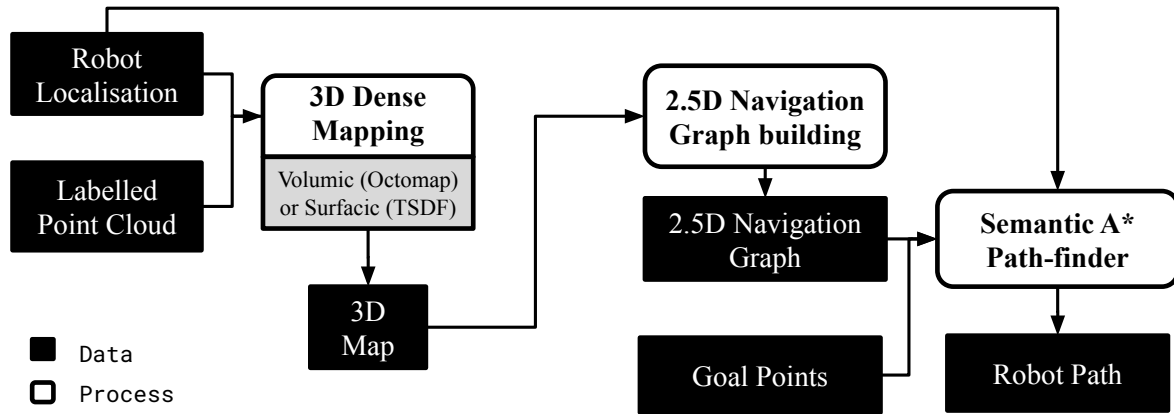 Robot
Localisation
Labelled
Point Cloud
3D Dense
Mapping
Volumic (Octomap)
or Surfacic (TSDF)
3D
Map
2.5D Navigation
Graph building
2.5D Navigation
Graph
Goal Points
Semantic A*
Path-finder
Robot Path
Data
Process